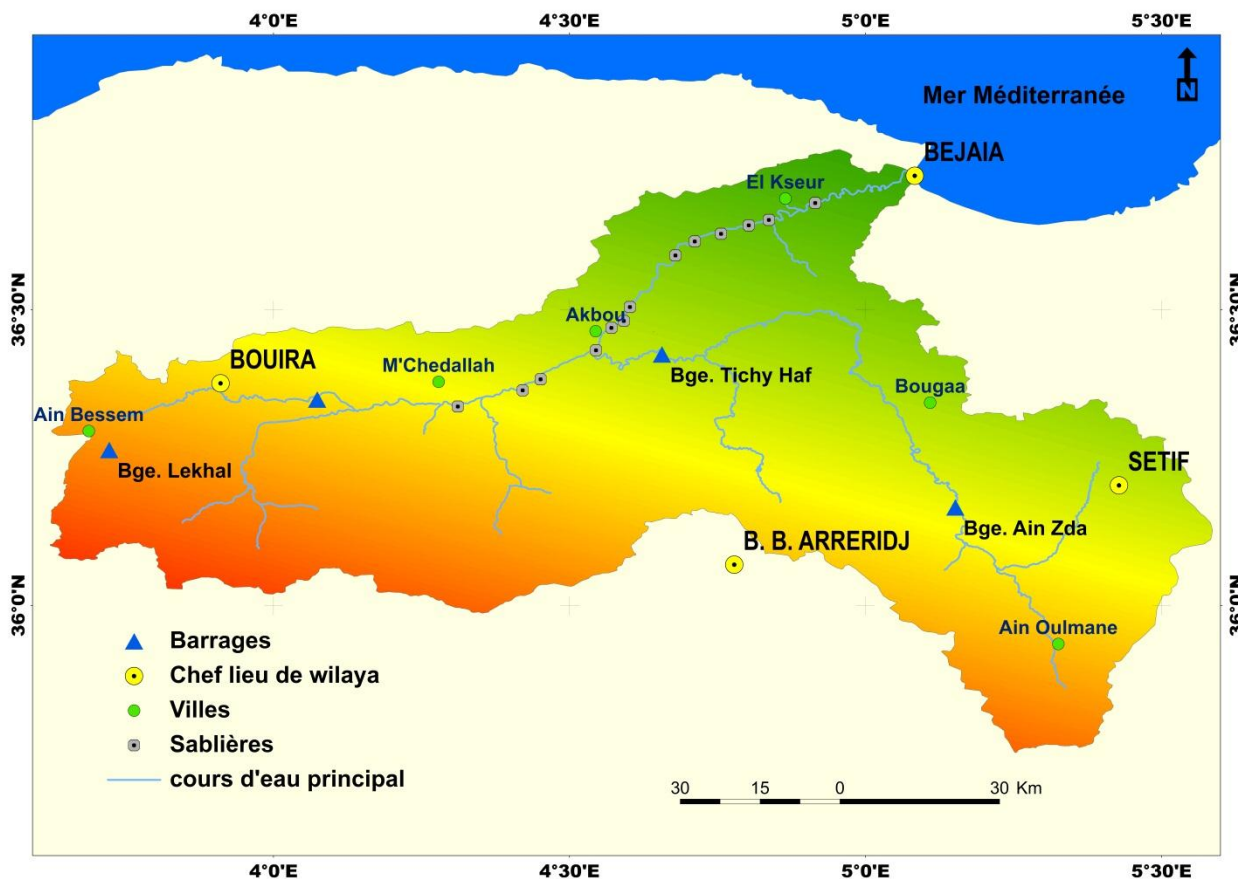 4°0'E 4°30'E 5°0'E 5°30'E
Mer Méditerranée
N
BEJAIA
El Kseur
36°30'N 36°30'N
Akbou
BOUIRA
M'Chedallah
Bge. Tichy Haf
Bougaa
Ain Bessem
Bge. Lekhal
SETIF
Bge. Ain Zda
B. B. ARRERIDJ
36°0'N 36°0'N
Ain Oulmane
Barrages
Chef lieu de wilaya
Villes
Sablières
cours d'eau principal
30 15 0 30 Km
4°0'E 4°30'E 5°0'E 5°30'E